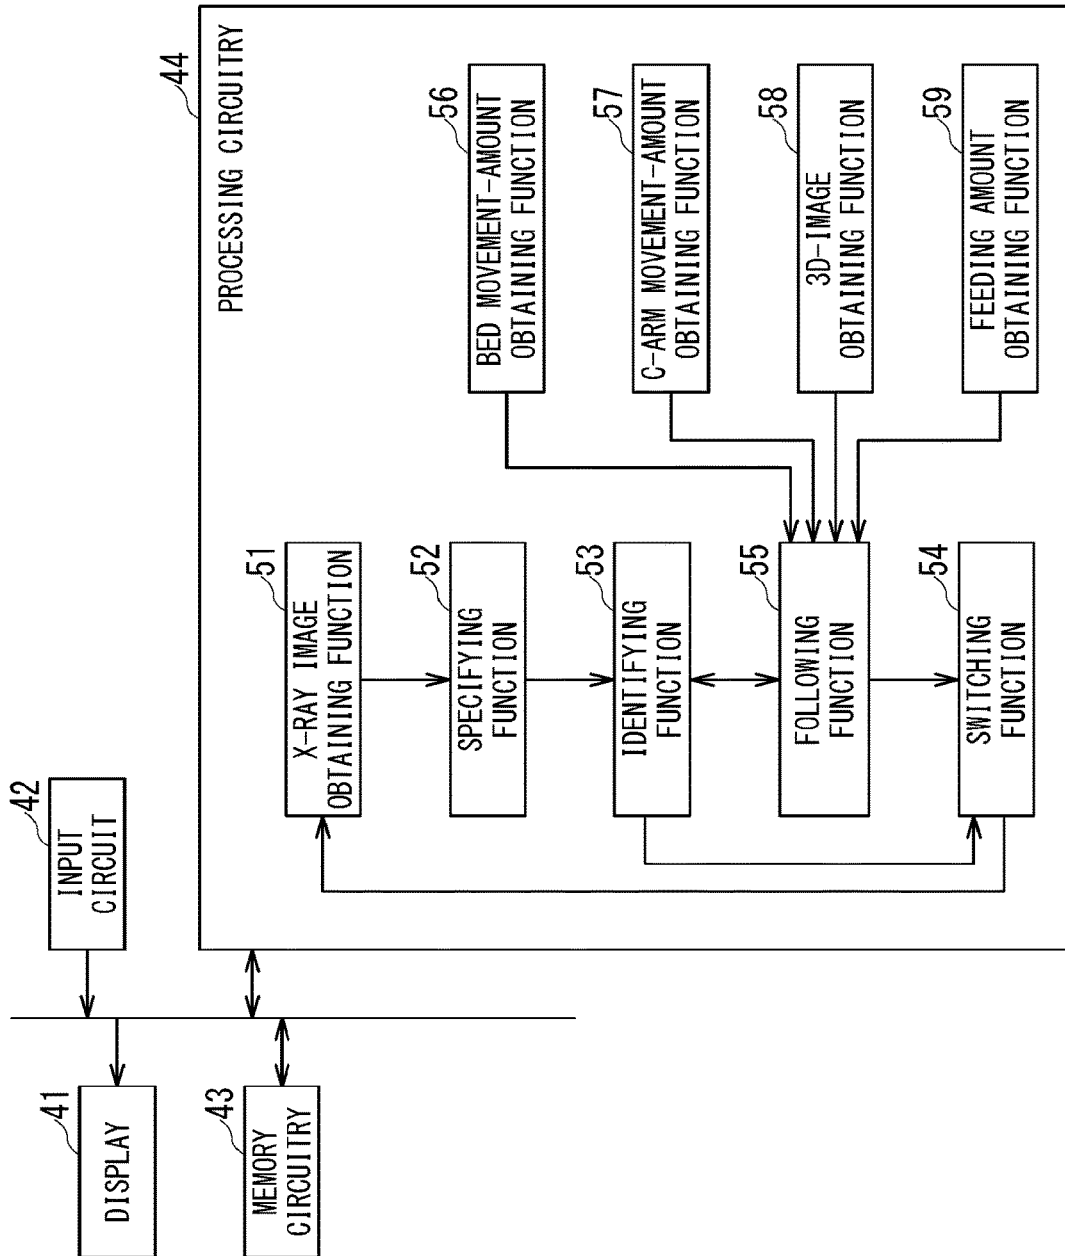 42
INPUT
CIRCUIT
41
DISPLAY
43
MEMORY
CIRCUITRY
44
PROCESSING CIRCUITRY
51
X-RAY IMAGE
OBTAINING FUNCTION
52
SPECIFYING
FUNCTION
53
IDENTIFYING
FUNCTION
55
FOLLOWING
FUNCTION
54
SWITCHING
FUNCTION
56
BED MOVEMENT-AMOUNT
OBTAINING FUNCTION
57
C-ARM MOVEMENT-AMOUNT
OBTAINING FUNCTION
58
3D-IMAGE
OBTAINING FUNCTION
59
FEEDING AMOUNT
OBTAINING FUNCTION